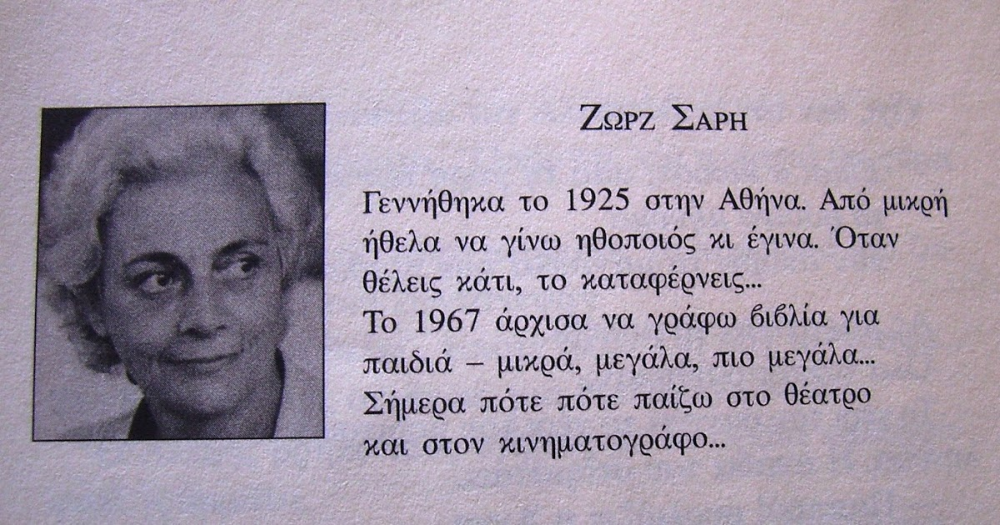 ΖΩΡΖ ΣΑΡΗ
Γεννήθηκα το 1925 στην Αθήνα. Από μικρή
ήθελα να γίνω ηθοποιός κι έγινα. Όταν
θέλεις κάτι, το καταφέρνεις...
Το 1967 άρχισα να γράφω βιβλία για
παιδιά – μικρά, μεγάλα, πιο μεγάλα...
Σήμερα πότε πότε παίζω στο θέατρο
και στον κινηματογράφο...